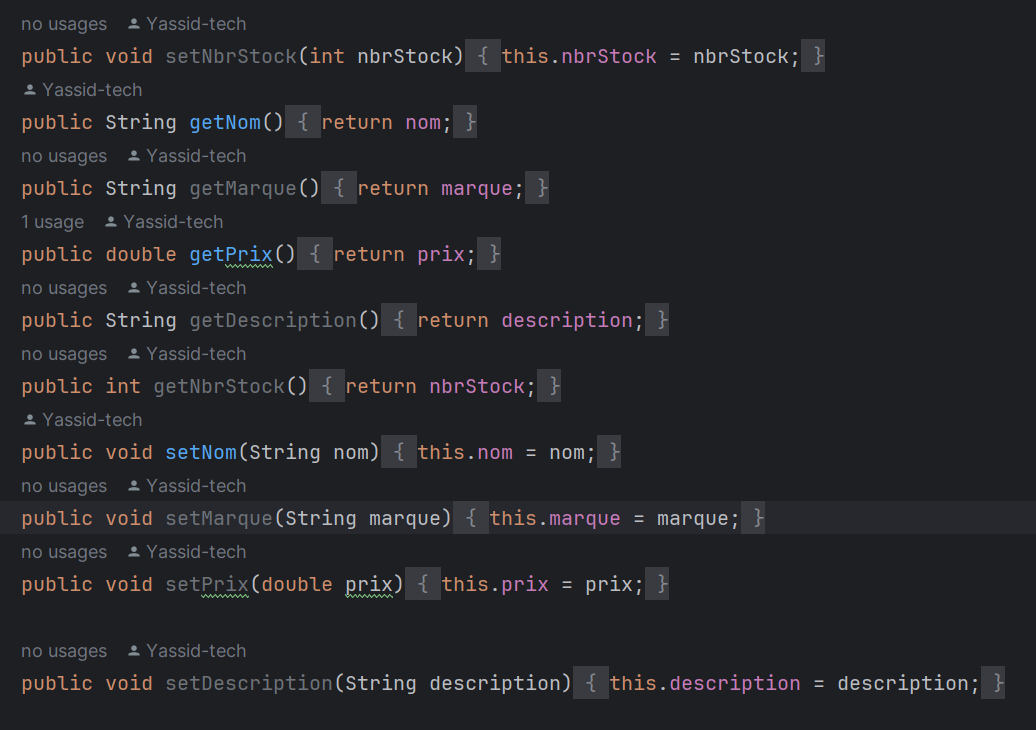 no usages Yassid-tech
public void setNbrStock(int nbrStock) { this.nbrStock = nbrStock; }
Yassid-tech
public String getNom() { return nom; }
no usages Yassid-tech
public String getMarque() { return marque; }
1 usage Yassid-tech
public double getPrix() { return prix; }
no usages Yassid-tech
public String getDescription() { return description; }
no usages Yassid-tech
public int getNbrStock() { return nbrStock; }
Yassid-tech
public void setNom(String nom) { this.nom = nom; }
no usages Yassid-tech
public void setMarque(String marque) { this.marque = marque; }
no usages Yassid-tech
public void setPrix(double prix) { this.prix = prix; }
no usages Yassid-tech
public void setDescription(String description) { this.description = description; }